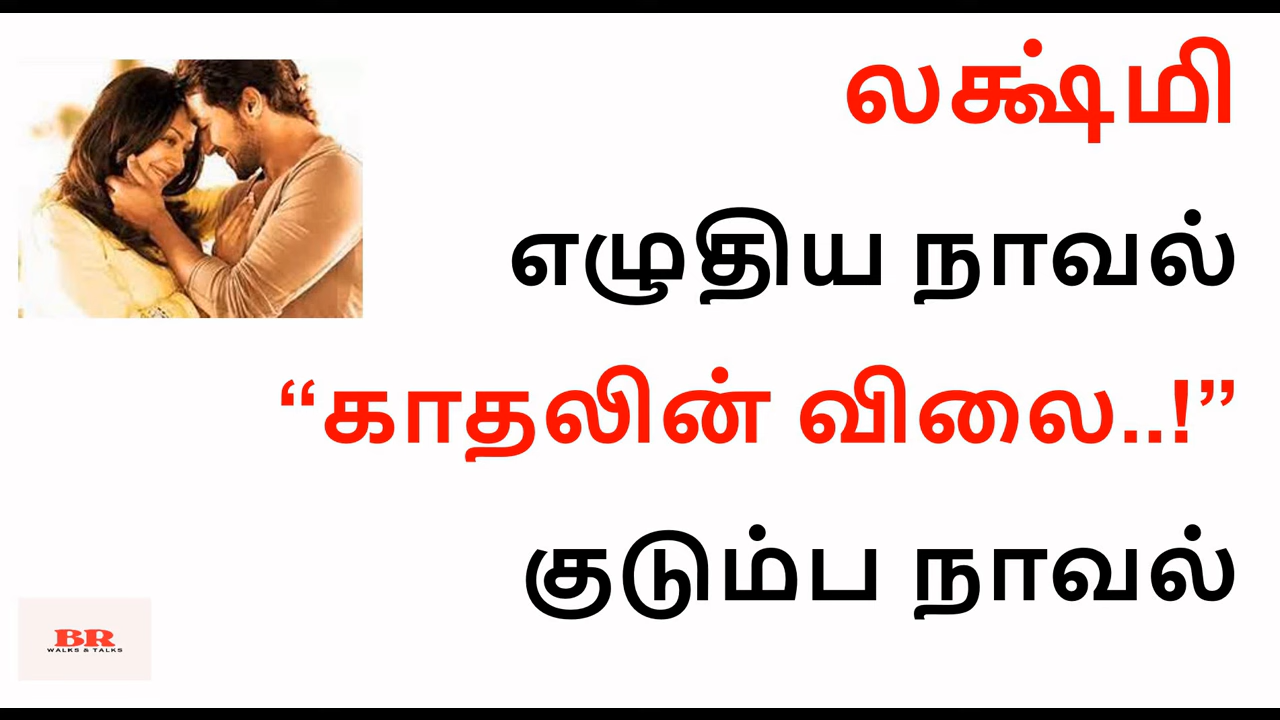 லக்ஷ்மி
எழுதிய நாவல்
“காதலின் விலை..!”
குடும்ப நாவல்
BR
WALKS & TALKS